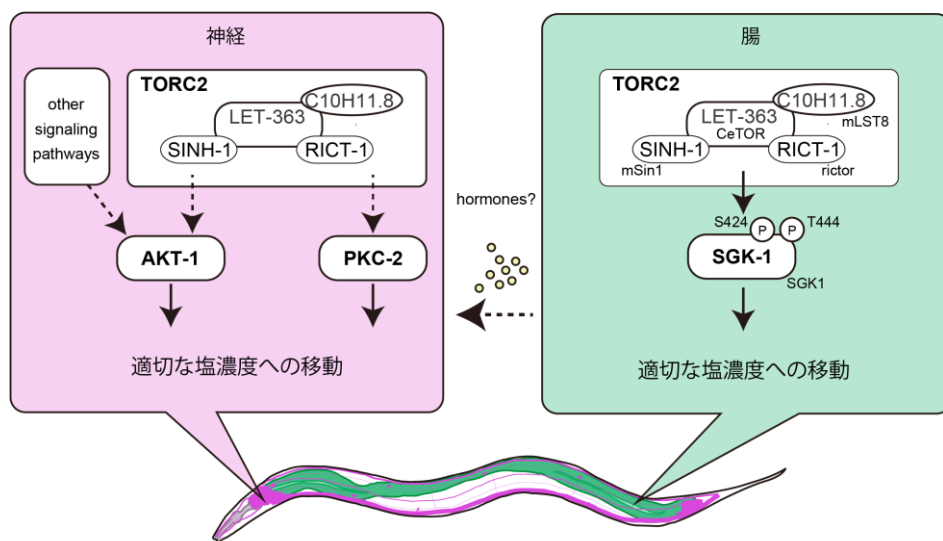 神経
other
signaling
pathways
TORC2
C10H11.8
LET-363
SINH-1
RICT-1
AKT-1
PKC-2
適切な塩濃度への移動
hormones?
腸
TORC2
C10H11.8
LET-363
CeTOR
mLST8
SINH-1
RICT-1
mSin1
rictor
S424
P
P
T444
SGK-1
SGK1
適切な塩濃度への移動